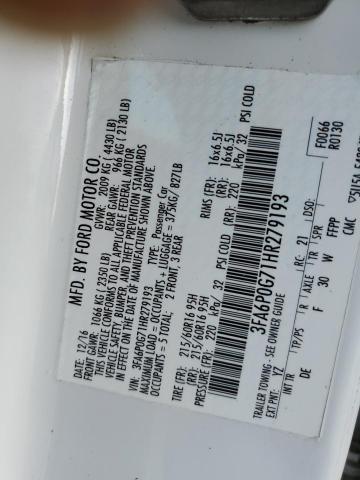 MFD. BY FORD MOTOR CO.
DATE: 12/16 GVWR: 2009 KG (4430 LB)
FRONT GAWR: 1066 KG (2350 LB) REAR GAWR: 966 KG (2130 LB)
THIS VEHICLE CONFORMS TO ALL APPLICABLE FEDERAL MOTOR
VEHICLE SAFETY, BUMPER, AND THEFT PREVENTION STANDARDS
IN EFFECT ON THE DATE OF MANUFACTURE SHOWN ABOVE.
VIN: 3FA6P0G71HR279193 TYPE: Passenger Car
MAXIMUM LOAD = OCCUPANTS + LUGGAGE = 375KG/ 827LB
OCCUPANTS = 5 TOTAL: 2 FRONT, 3 REAR
TIRE (FR): 215/60R16 95H RIMS (FR): 16x6.5J
(RR): 215/60R16 95H (RR): 16x6.5J
PRESSURE (FR): 220 kPa/ 32 PSI COLD (RR): 220 kPa/ 32 PSI COLD
3FA6P0G71HR279193
F0066
R0130
TRAILER TOWING - SEE OWNER GUIDE
EXT PNT: YZ RC: 21 DSO:
INT TR TP/PS R AXLE TR SPR
DE F 30 W FFPP
CMC